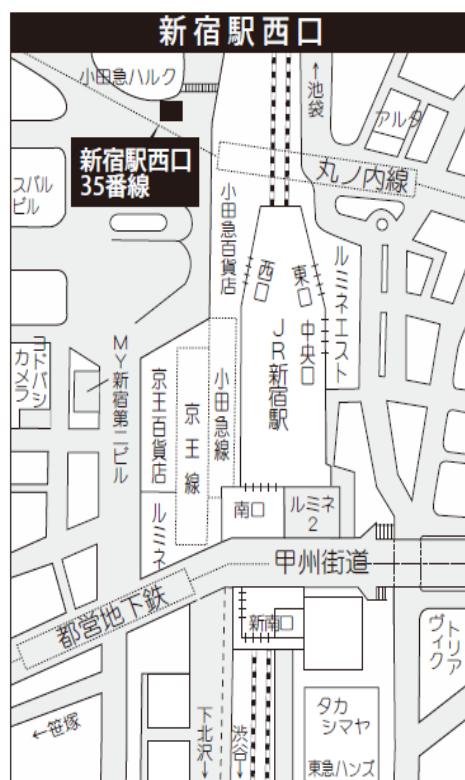 新宿駅西口
小田急ハルク
↑池袋
アルタ
新宿駅西口
35番線
丸ノ内線
スバル
ビル
小田急百貨店
西口
東口
ルミネエスト
中央口
JR新宿駅
ヨドバシ
カメラ
MY新宿第二ビル
京王百貨店
京王線
小田急線
ルミネ
南口
ルミネ
2
甲州街道
都営地下鉄
新南口
ヴィク
トリア
←笹塚
下北沢→
渋谷→
タカ
シマヤ
東急ハンズ